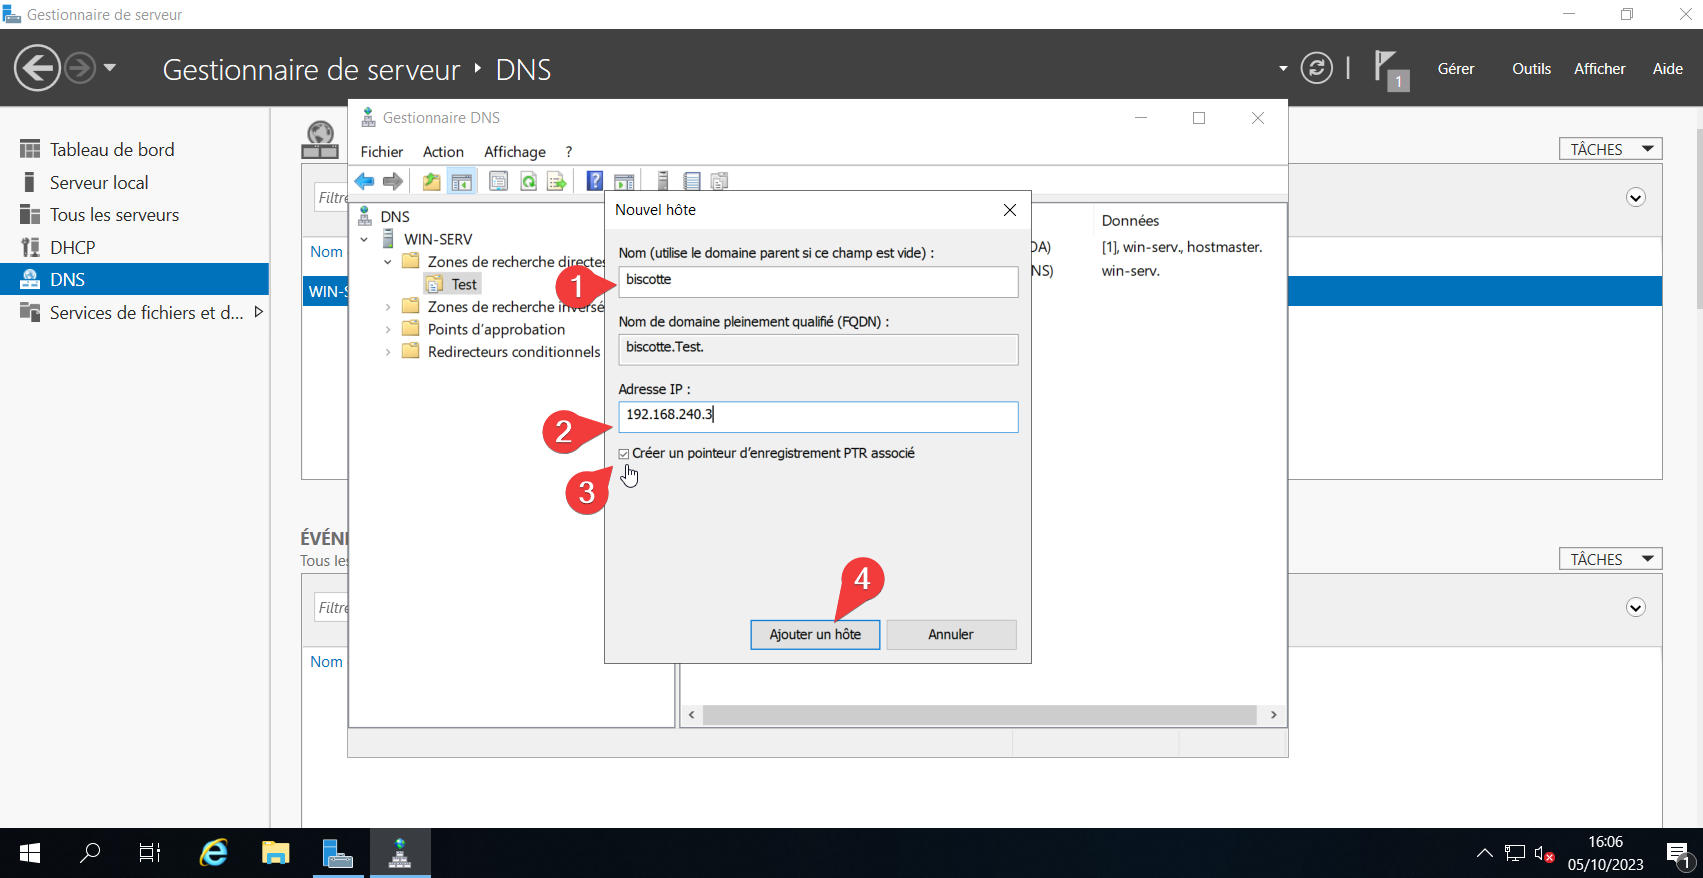 Gestionnaire de serveur
Gestionnaire de serveur ‣ DNS
1
Gérer
Outils
Afficher
Aide
Tableau de bord
Serveur local
Tous les serveurs
DHCP
DNS
Services de fichiers et d...
TÂCHES
Filtre
Nom
WIN-S
Gestionnaire DNS
Fichier
Action
Affichage
?
DNS
WIN-SERV
Zones de recherche directes
Test
Zones de recherche inversé
Points d’approbation
Redirecteurs conditionnels
Données
[1], win-serv., hostmaster.
NS)
win-serv.
Nouvel hôte
Nom (utilise le domaine parent si ce champ est vide) :
1
biscotte
Nom de domaine pleinement qualifié (FQDN) :
biscotte.Test.
Adresse IP :
192.168.240.3
2
Créer un pointeur d’enregistrement PTR associé
3
4
Ajouter un hôte
Annuler
ÉVÉN
Tous les
TÂCHES
Filtre
Nom
16:06
05/10/2023
1